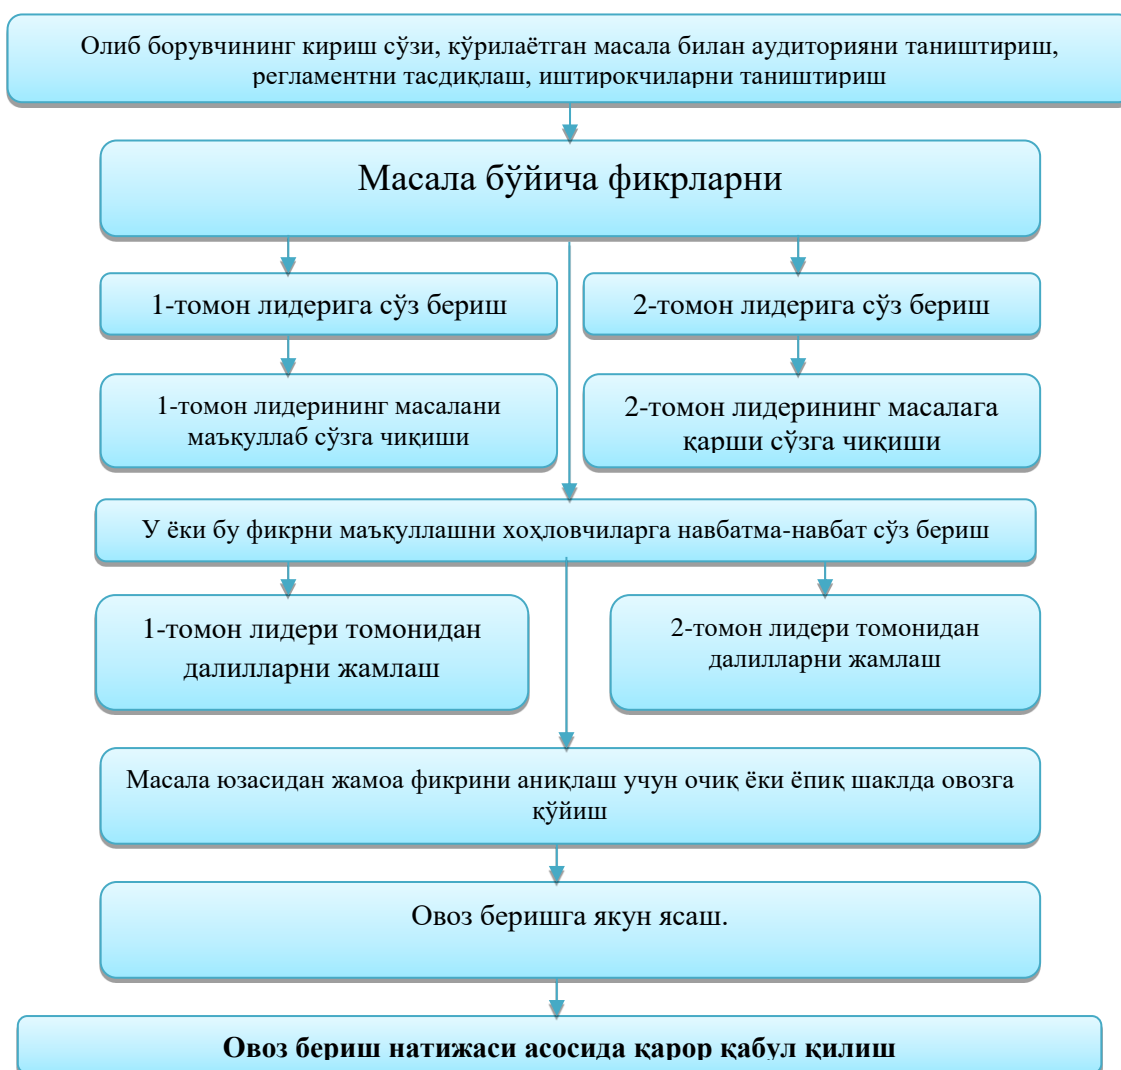 Олиб борувчининг кириш сўзи, кўрилаётган масала билан аудиторияни таништириш,
регламентни тасдиқлаш, иштирокчиларни таништириш
Масала бўйича фикрларни
1-томон лидерига сўз бериш
2-томон лидерига сўз бериш
1-томон лидерининг масалани
маъқуллаб сўзга чиқиши
2-томон лидерининг масалага
қарши сўзга чиқиши
У ёки бу фикрни маъқуллашни хоҳловчиларга навбатма-навбат сўз бериш
1-томон лидери томонидан
далилларни жамлаш
2-томон лидери томонидан
далилларни жамлаш
Масала юзасидан жамоа фикрини аниқлаш учун очиқ ёки ёпиқ шаклда овозга
қўйиш
Овоз беришга якун ясаш.
Овоз бериш натижаси асосида қарор қабул қилиш